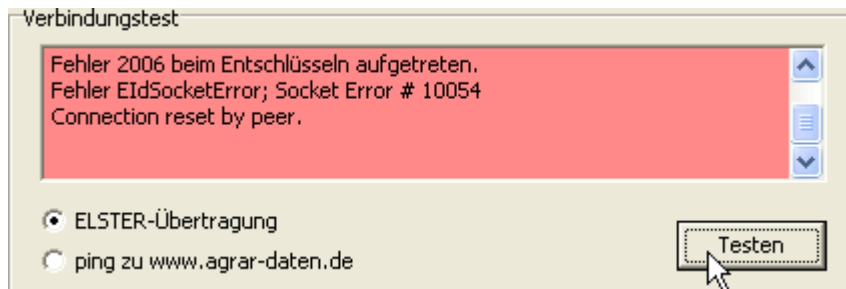 Verbindungstest
Fehler 2006 beim Entschlüsseln aufgetreten.
Fehler EIdSocketError; Socket Error # 10054
Connection reset by peer.
ELSTER-Übertragung
ping zu www.agrar-daten.de
Testen